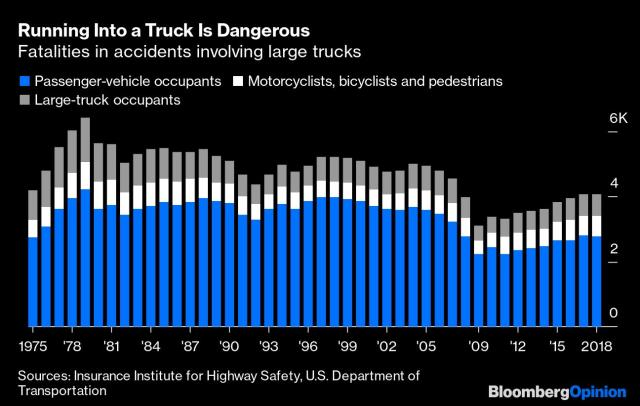 Running Into a Truck Is Dangerous
Fatalities in accidents involving large trucks
Passenger-vehicle occupants Motorcyclists, bicyclists and pedestrians
Large-truck occupants
6K
4
2
0
1975 '78 '81 '84 '87 '90 '93 '96 '99 '02 '05 '09 '12 '15 2018
Sources: Insurance Institute for Highway Safety, U.S. Department of
Transportation
BloombergOpinion